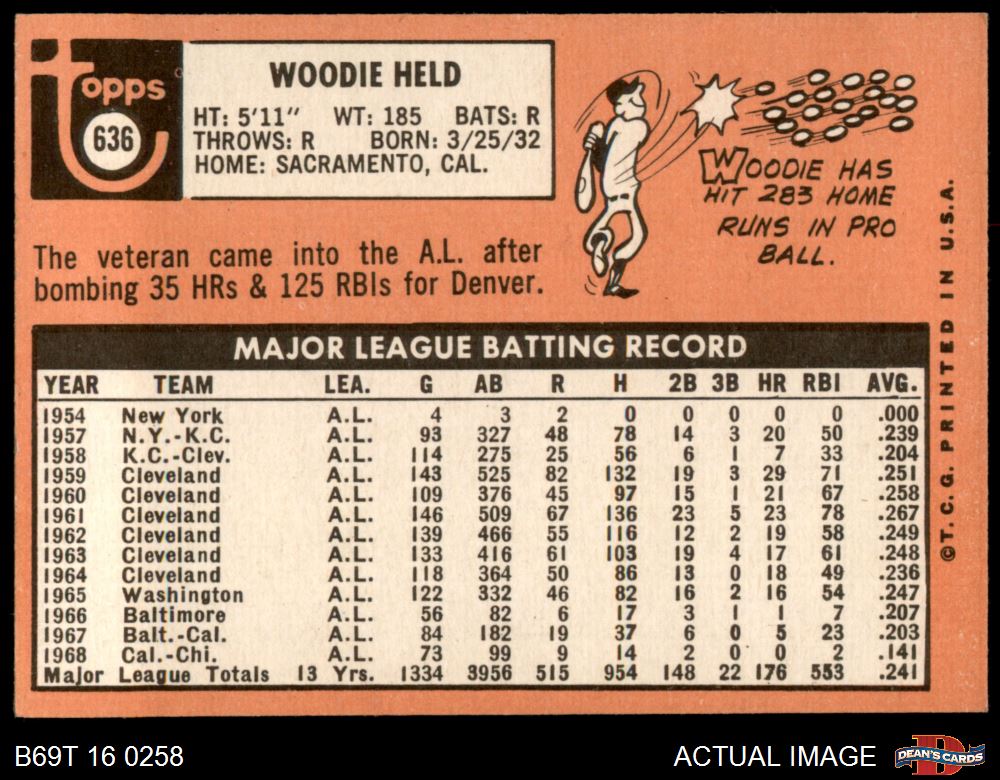 topps
636
WOODIE HELD
HT: 5'11" WT: 185 BATS: R
THROWS: R BORN: 3/25/32
HOME: SACRAMENTO, CAL.
WOODIE HAS
HIT 283 HOME
RUNS IN PRO
BALL.
The veteran came into the A.L. after
bombing 35 HRs & 125 RBIs for Denver.
MAJOR LEAGUE BATTING RECORD
YEAR TEAM LEA. G AB R H 2B 3B HR RBI AVG.
1954 New York A.L. 4 3 2 0 0 0 0 0 .000
1957 N.Y.-K.C. A.L. 93 327 48 78 14 3 20 50 .239
1958 K.C.-Clev. A.L. 114 275 25 56 6 1 7 33 .204
1959 Cleveland A.L. 143 525 82 132 19 3 29 71 .251
1960 Cleveland A.L. 109 376 45 97 15 1 21 67 .258
1961 Cleveland A.L. 146 509 67 136 23 5 23 78 .267
1962 Cleveland A.L. 139 466 55 116 12 2 19 58 .249
1963 Cleveland A.L. 133 416 61 103 19 4 17 61 .248
1964 Cleveland A.L. 118 364 50 86 13 0 18 49 .236
1965 Washington A.L. 122 332 46 82 16 2 16 54 .247
1966 Baltimore A.L. 56 82 6 17 3 1 1 7 .207
1967 Balt.-Cal. A.L. 84 182 19 37 6 0 5 23 .203
1968 Cal.-Chi. A.L. 73 99 9 14 2 0 0 2 .141
Major League Totals 13 Yrs. 1334 3956 515 954 148 22 176 553 .241
©T.C.G. PRINTED IN U.S.A.
B69T 16 0258
ACTUAL IMAGE
D
DEAN'S CARDS